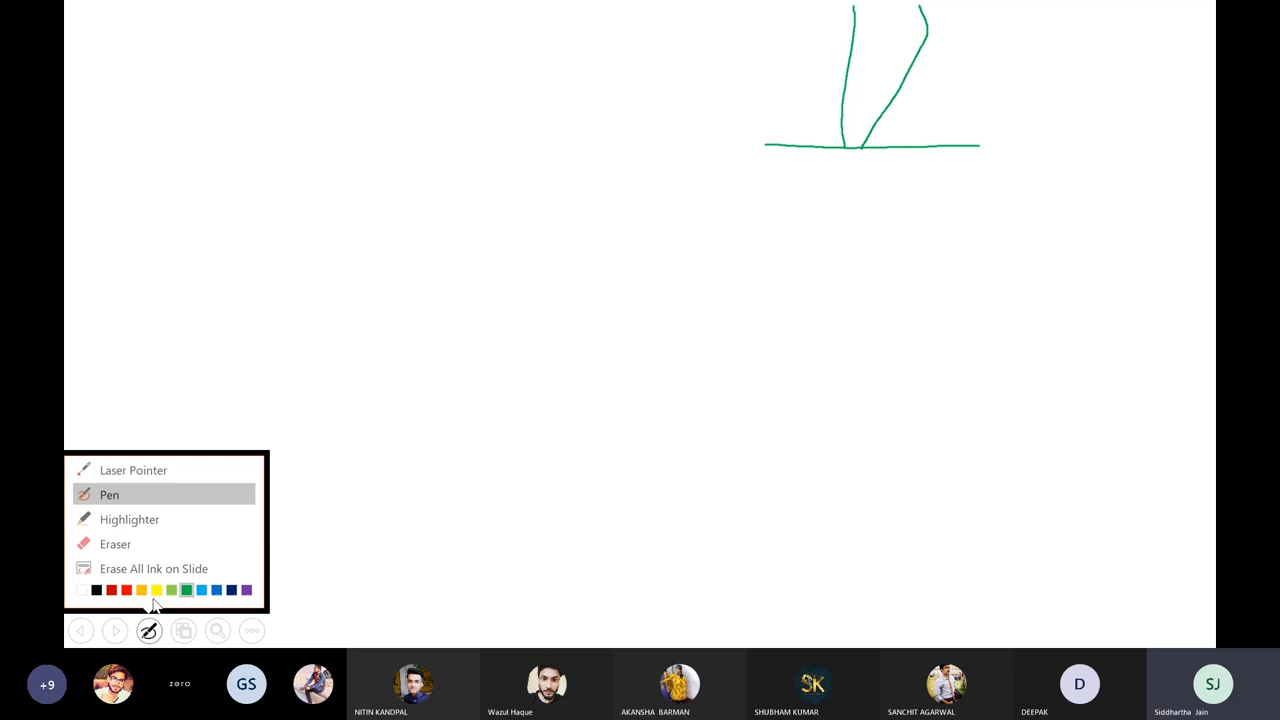 Laser Pointer
Pen
Highlighter
Eraser
Erase All Ink on Slide
+9
zero
GS
SK
D
SJ
NITIN KANDPAL
Wazul Haque
AKANSHA BARMAN
SHUBHAM KUMAR
SANCHIT AGARWAL
DEEPAK
Siddhartha Jain